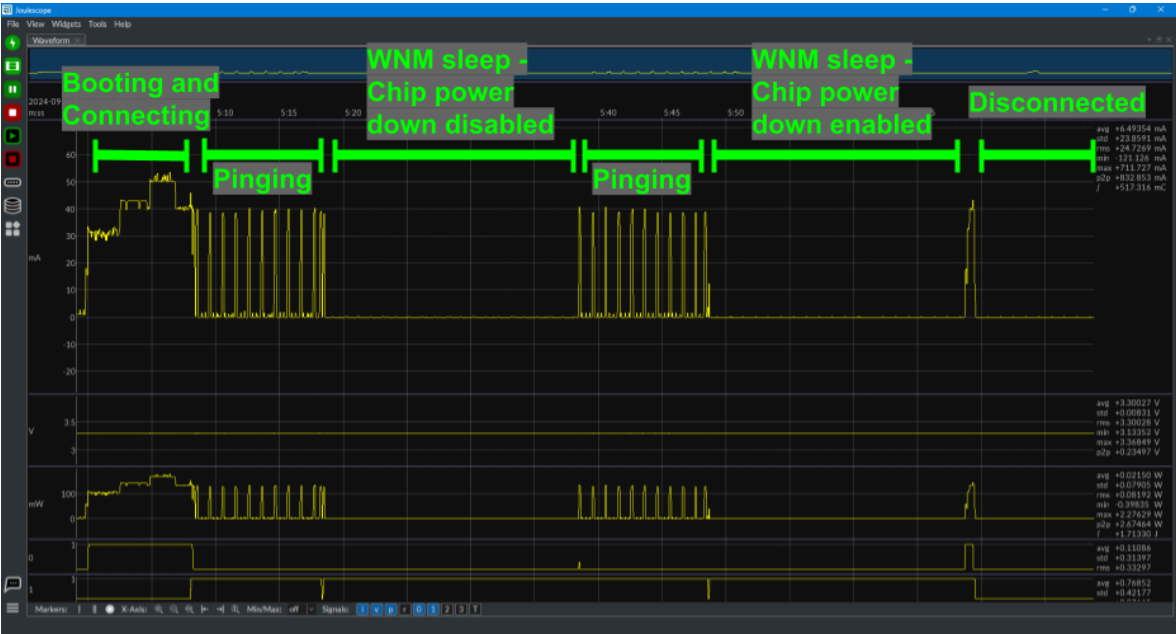 Joulescope
File View Widgets Tools Help
Waveform
Booting and
Connecting
WNM sleep -
Chip power
down disabled
WNM sleep -
Chip power
down enabled
Disconnected
Pinging
Pinging
2024-09
m:ss
5:10 5:15 5:20 5:40 5:45 5:50
mA
60
50
40
30
20
10
0
-10
-20
avg +6.49354 mA
std +23.8591 mA
rms +24.7269 mA
min -121.126 mA
max +711.727 mA
p2p +832.853 mA
∫ +517.316 mC
V
3.5
3
avg +3.30027 V
std +0.00831 V
rms +3.30028 V
min +3.13352 V
max +3.36849 V
p2p +0.23497 V
mW
100
0
avg +0.02150 W
std +0.07905 W
rms +0.08192 W
min -0.39835 W
max +2.27629 W
p2p +2.67464 W
∫ +1.71330 J
0
1
avg +0.11086
std +0.31397
rms +0.33297
1
1
avg +0.76852
std +0.42177
Markers: X-Axis: Min/Max: off Signals: i v p r 0 1 2 3 T